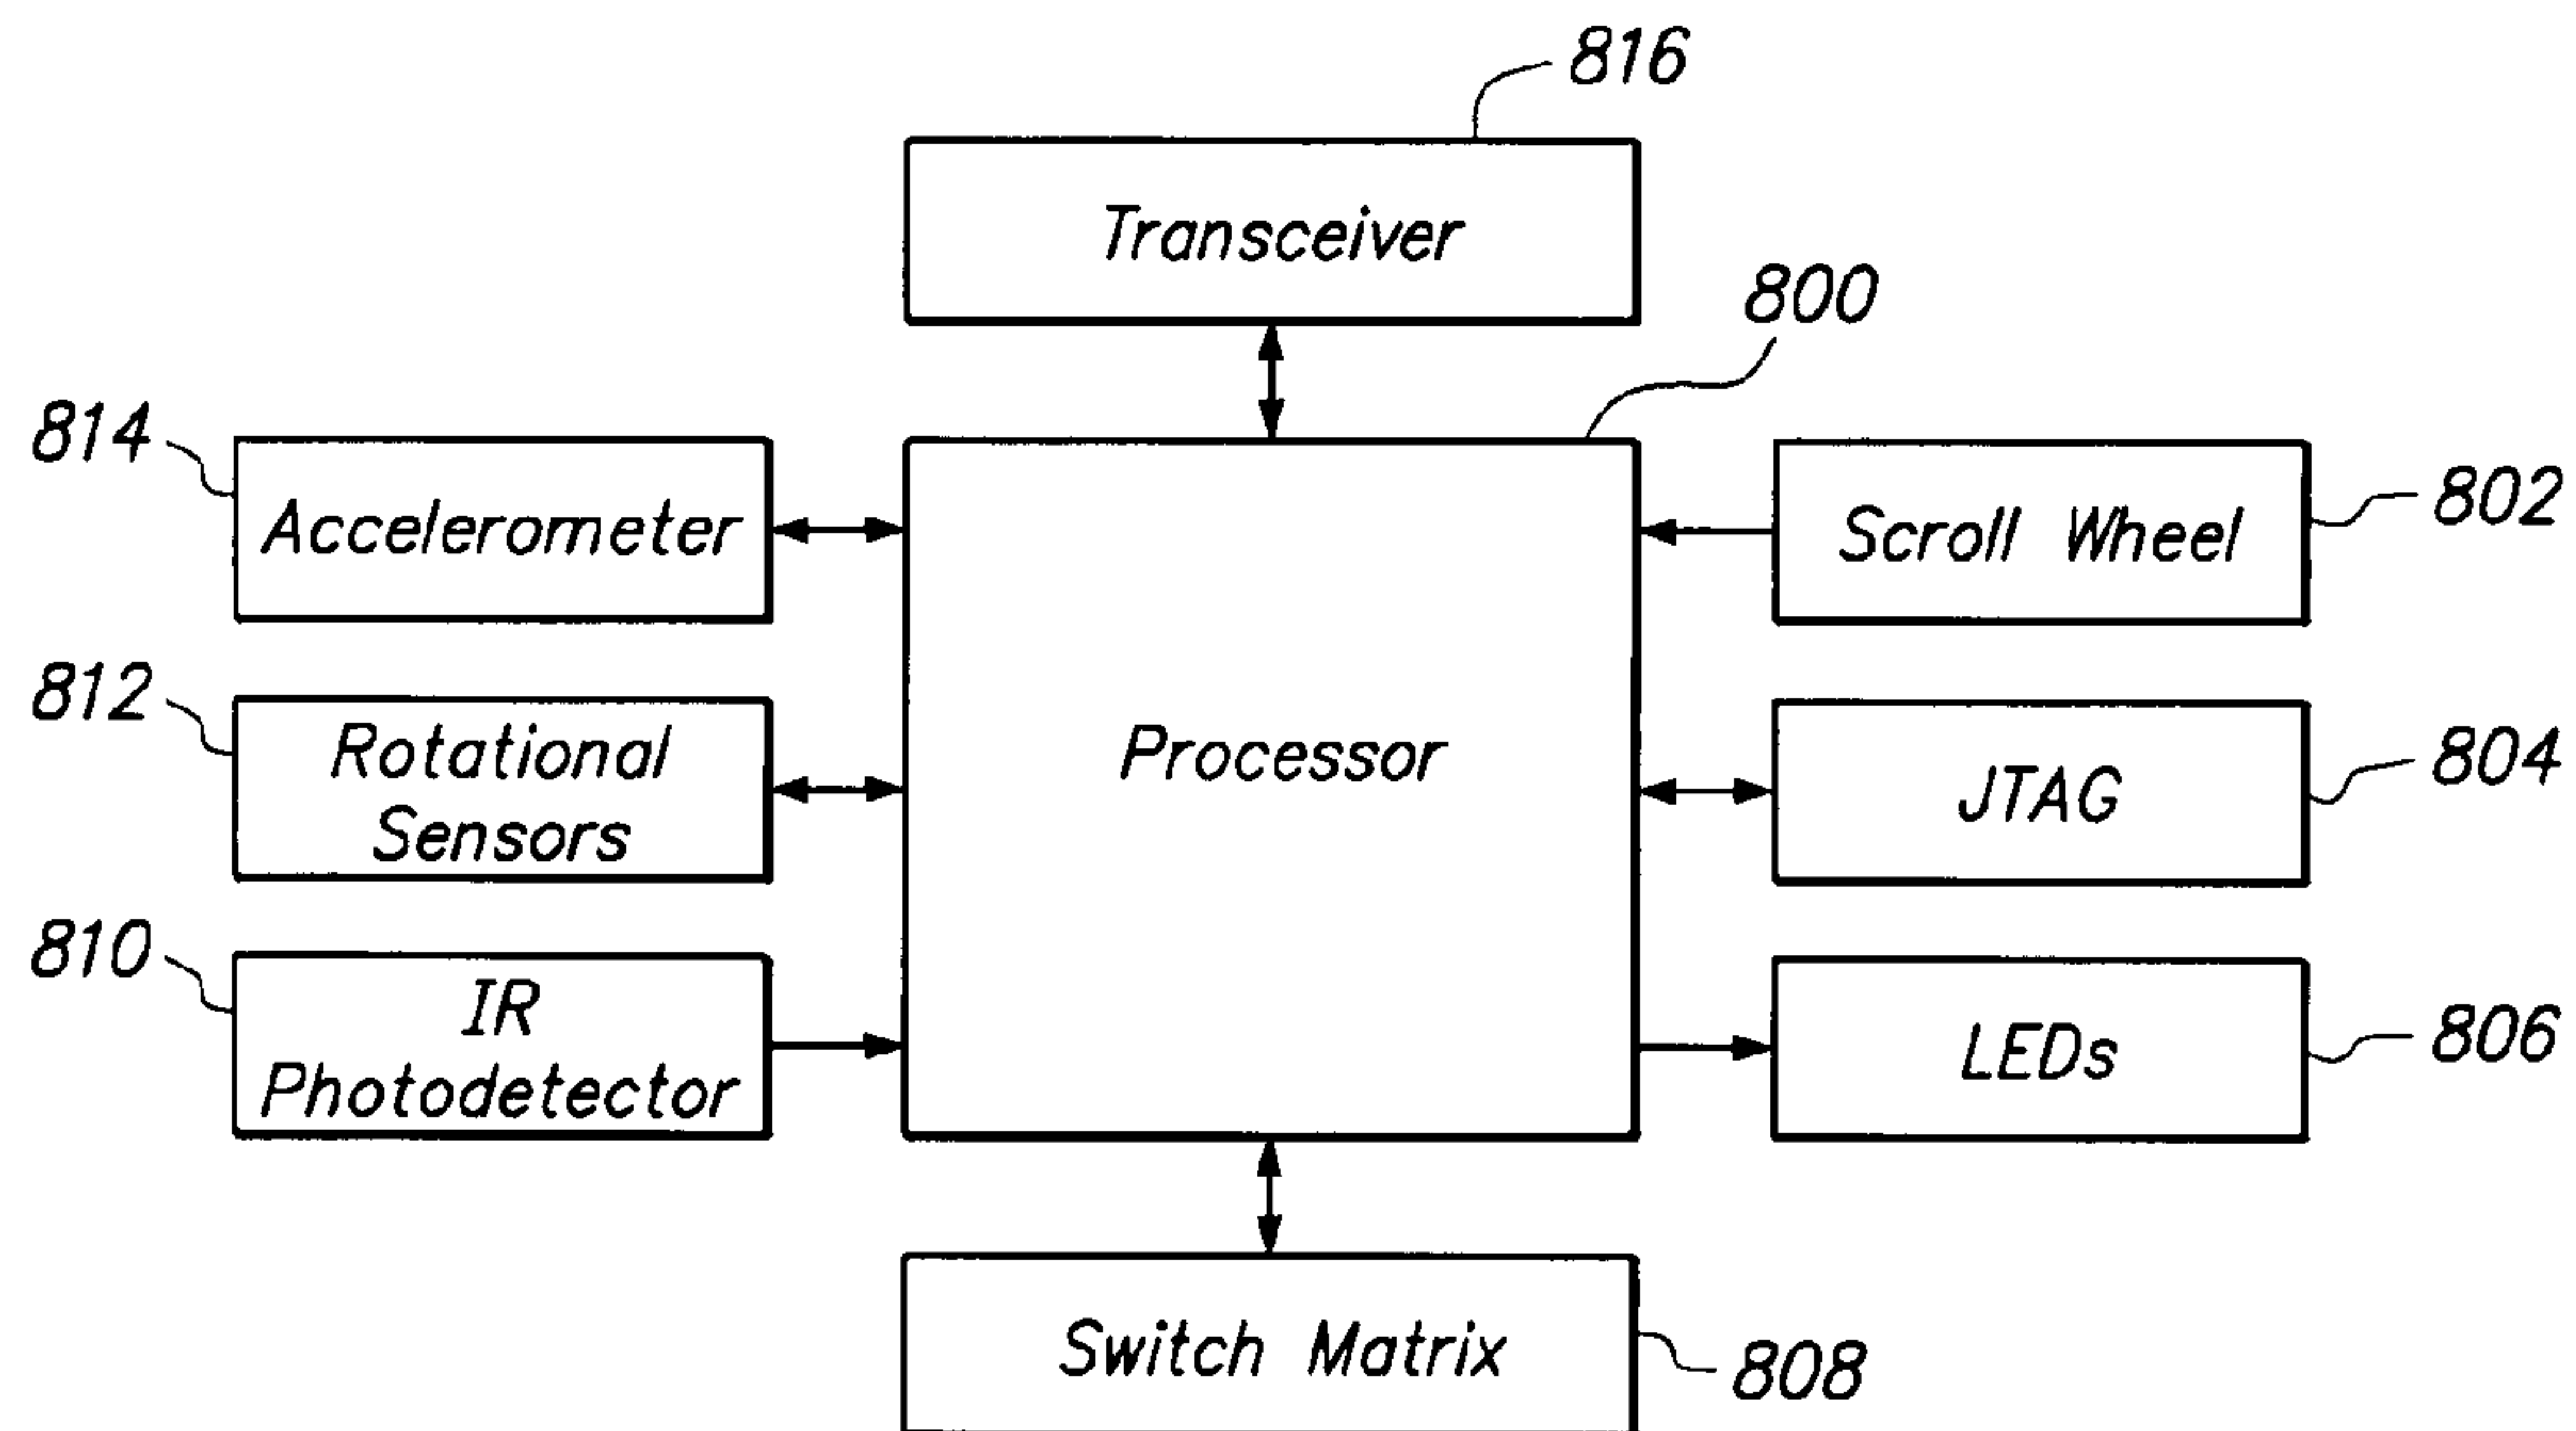 816
Transceiver
800
814
Accelerometer
Scroll Wheel
802
812
Rotational
Sensors
Processor
JTAG
804
810
IR
Photodetector
LEDs
806
Switch Matrix
808